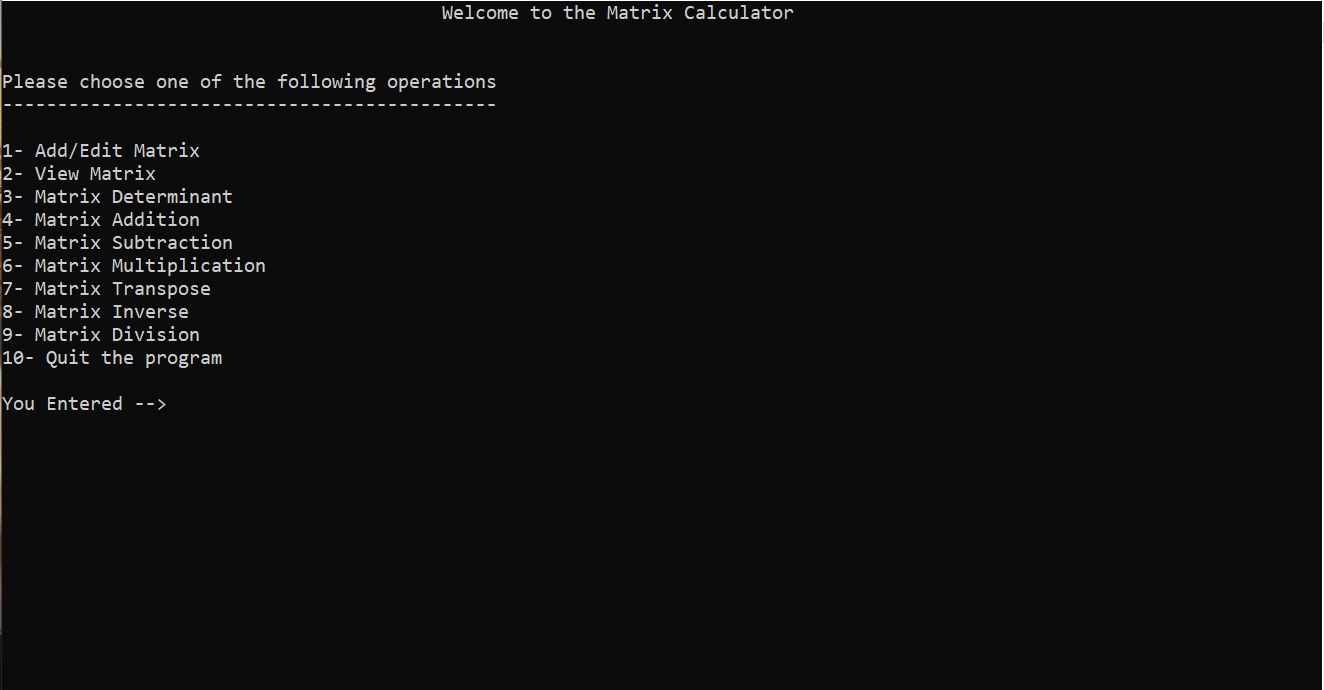 Welcome to the Matrix Calculator
Please choose one of the following operations
---------------------------------------------
1- Add/Edit Matrix
2- View Matrix
3- Matrix Determinant
4- Matrix Addition
5- Matrix Subtraction
6- Matrix Multiplication
7- Matrix Transpose
8- Matrix Inverse
9- Matrix Division
10- Quit the program
You Entered -->